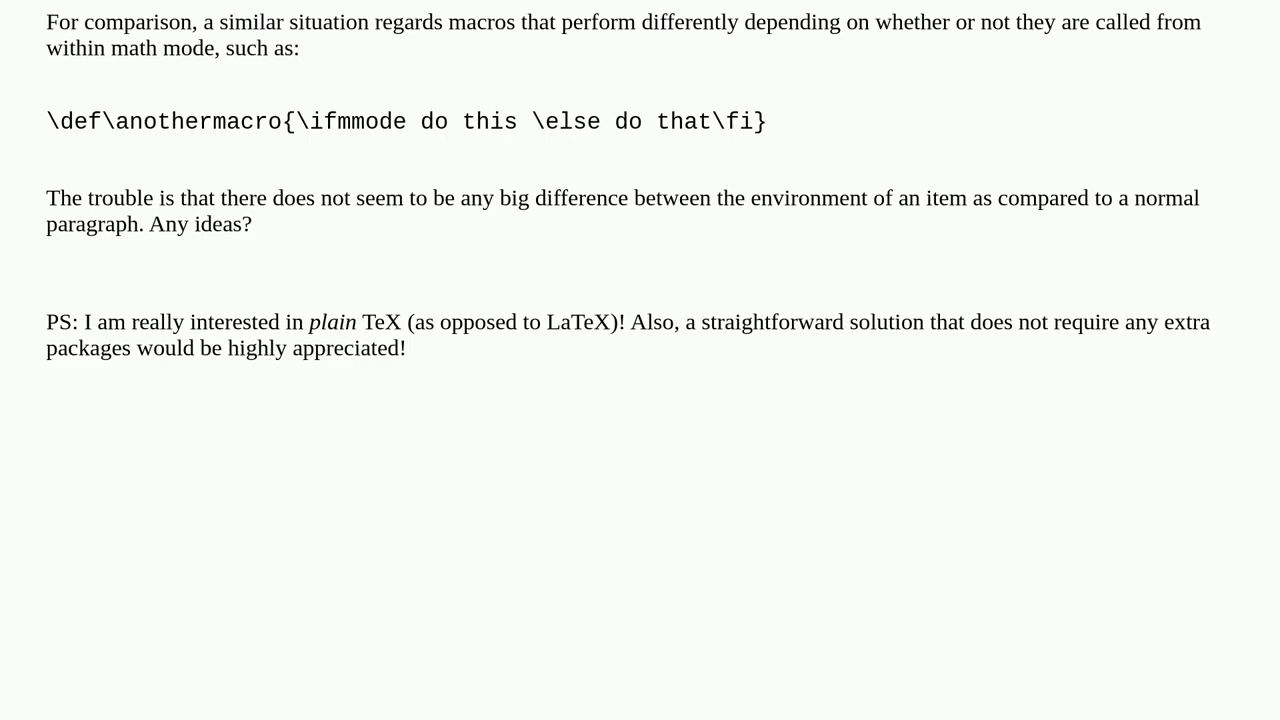 For comparison, a similar situation regards macros that perform differently depending on whether or not they are called from
within math mode, such as:
\def\anothermacro{\ifmmode do this \else do that\fi}
The trouble is that there does not seem to be any big difference between the environment of an item as compared to a normal
paragraph. Any ideas?
PS: I am really interested in plain TeX (as opposed to LaTeX)! Also, a straightforward solution that does not require any extra
packages would be highly appreciated!